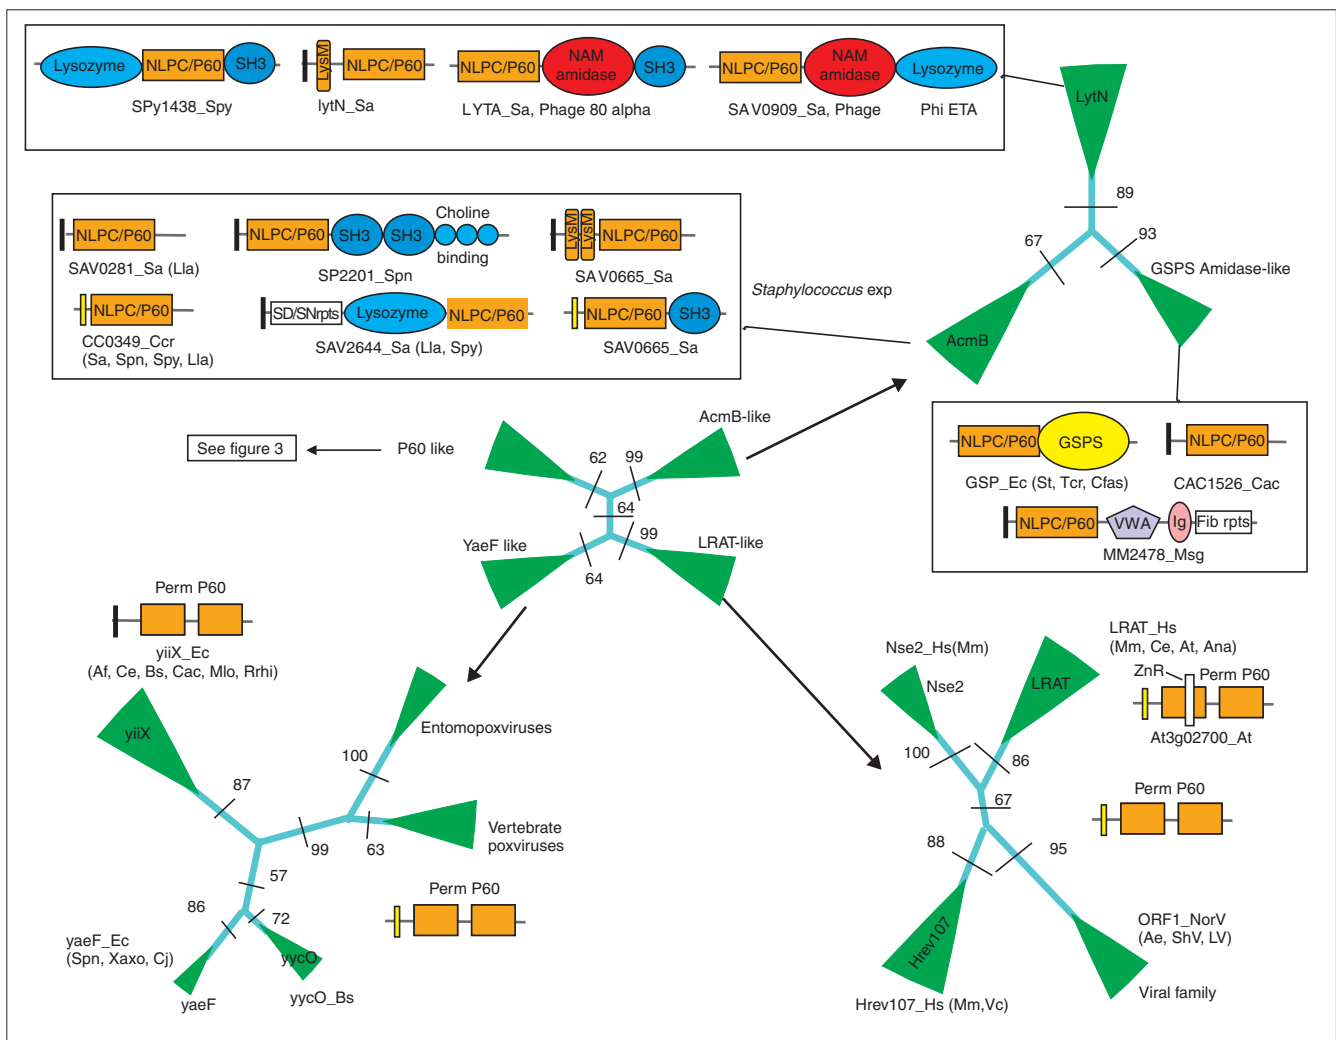 Lysozyme NLPC/P60 SH3
SPy1438_Spy
LysM NLPC/P60
lytN_Sa
NLPC/P60 NAM amidase SH3
LYTA_Sa, Phage 80 alpha
NLPC/P60 NAM amidase Lysozyme
SAV0909_Sa, Phage Phi ETA
LytN
89
67
93
GSPS Amidase-like
AcmB
NLPC/P60
SAV0281_Sa (Lla)
NLPC/P60 SH3 SH3 Choline binding
SP2201_Spn
LysM LysM NLPC/P60
SAV0665_Sa
NLPC/P60
CC0349_Ccr
(Sa, Spn, Spy, Lla)
SD/SNrpts Lysozyme NLPC/P60
SAV2644_Sa (Lla, Spy)
NLPC/P60 SH3
SAV0665_Sa
Staphylococcus exp
NLPC/P60 GSPS
GSP_Ec (St, Tcr, Cfas)
NLPC/P60
CAC1526_Cac
NLPC/P60 VWA Ig Fib rpts
MM2478_Msg
See figure 3
P60 like
AcmB-like
62
99
64
99
64
YaeF like
LRAT-like
Perm P60
yiiX_Ec
(Af, Ce, Bs, Cac, Mlo, Rrhi)
yiiX
87
Entomopoxviruses
100
99
63
Vertebrate
poxviruses
57
86
72
Perm P60
yaeF_Ec
(Spn, Xaxo, Cj)
yaeF
yycO
yycO_Bs
Nse2_Hs(Mm)
Nse2
LRAT
LRAT_Hs
(Mm, Ce, At, Ana)
ZnR Perm P60
At3g02700_At
100
86
67
Perm P60
88
95
Hrev107
Hrev107_Hs (Mm,Vc)
ORF1_NorV
(Ae, ShV, LV)
Viral family